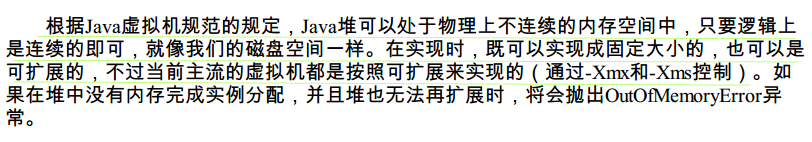 根据Java虚拟机规范的规定，Java堆可以处于物理上不连续的内存空间中，只要逻辑上
是连续的即可，就像我们的磁盘空间一样。在实现时，既可以实现成固定大小的，也可以是
可扩展的，不过当前主流的虚拟机都是按照可扩展来实现的（通过-Xmx和-Xms控制）。如
果在堆中没有内存完成实例分配，并且堆也无法再扩展时，将会抛出OutOfMemoryError异
常。